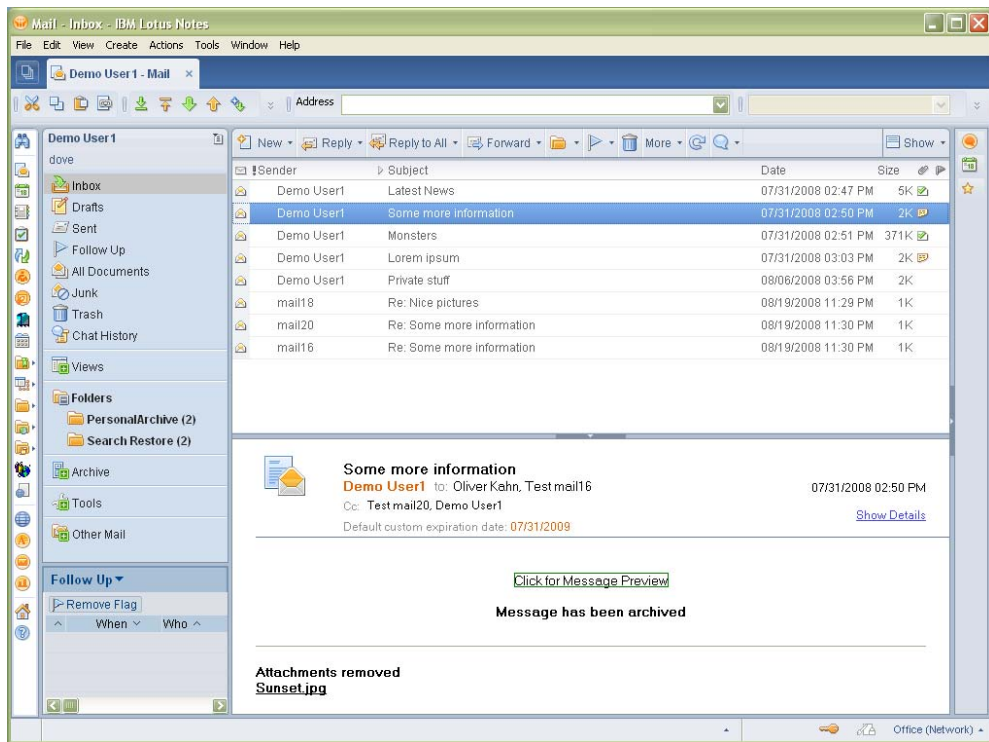 Mail - Inbox - IBM Lotus Notes
File Edit View Create Actions Tools Window Help
Demo User1 - Mail ×
Address
Demo User1
dove
Inbox
Drafts
Sent
Follow Up
All Documents
Junk
Trash
Chat History
Views
Folders
PersonalArchive (2)
Search Restore (2)
Archive
Tools
Other Mail
Follow Up
Remove Flag
When Who
New Reply Reply to All Forward More Show
! Sender Subject Date Size
Demo User1 Latest News 07/31/2008 02:47 PM 5K
Demo User1 Some more information 07/31/2008 02:50 PM 2K
Demo User1 Monsters 07/31/2008 02:51 PM 371K
Demo User1 Lorem ipsum 07/31/2008 03:03 PM 2K
Demo User1 Private stuff 08/06/2008 03:56 PM 2K
mail18 Re: Nice pictures 08/19/2008 11:29 PM 1K
mail20 Re: Some more information 08/19/2008 11:30 PM 1K
mail16 Re: Some more information 08/19/2008 11:30 PM 1K
Some more information
Demo User1 to: Oliver Kahn, Test mail16 07/31/2008 02:50 PM
Cc: Test mail20, Demo User1
Show Details
Default custom expiration date: 07/31/2009
Click for Message Preview
Message has been archived
Attachments removed
Sunset.jpg
Office (Network)